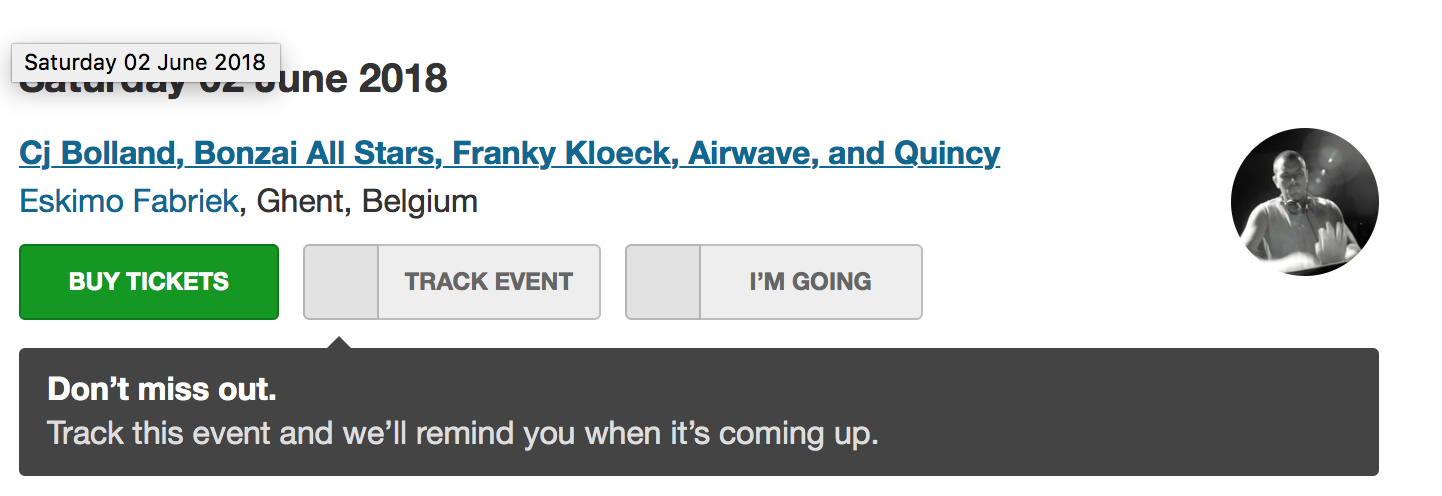 Saturday 02 June 2018
Saturday 02 June 2018
Cj Bolland, Bonzai All Stars, Franky Kloeck, Airwave, and Quincy
Eskimo Fabriek, Ghent, Belgium
BUY TICKETS
TRACK EVENT
I’M GOING
Don’t miss out.
Track this event and we’ll remind you when it’s coming up.